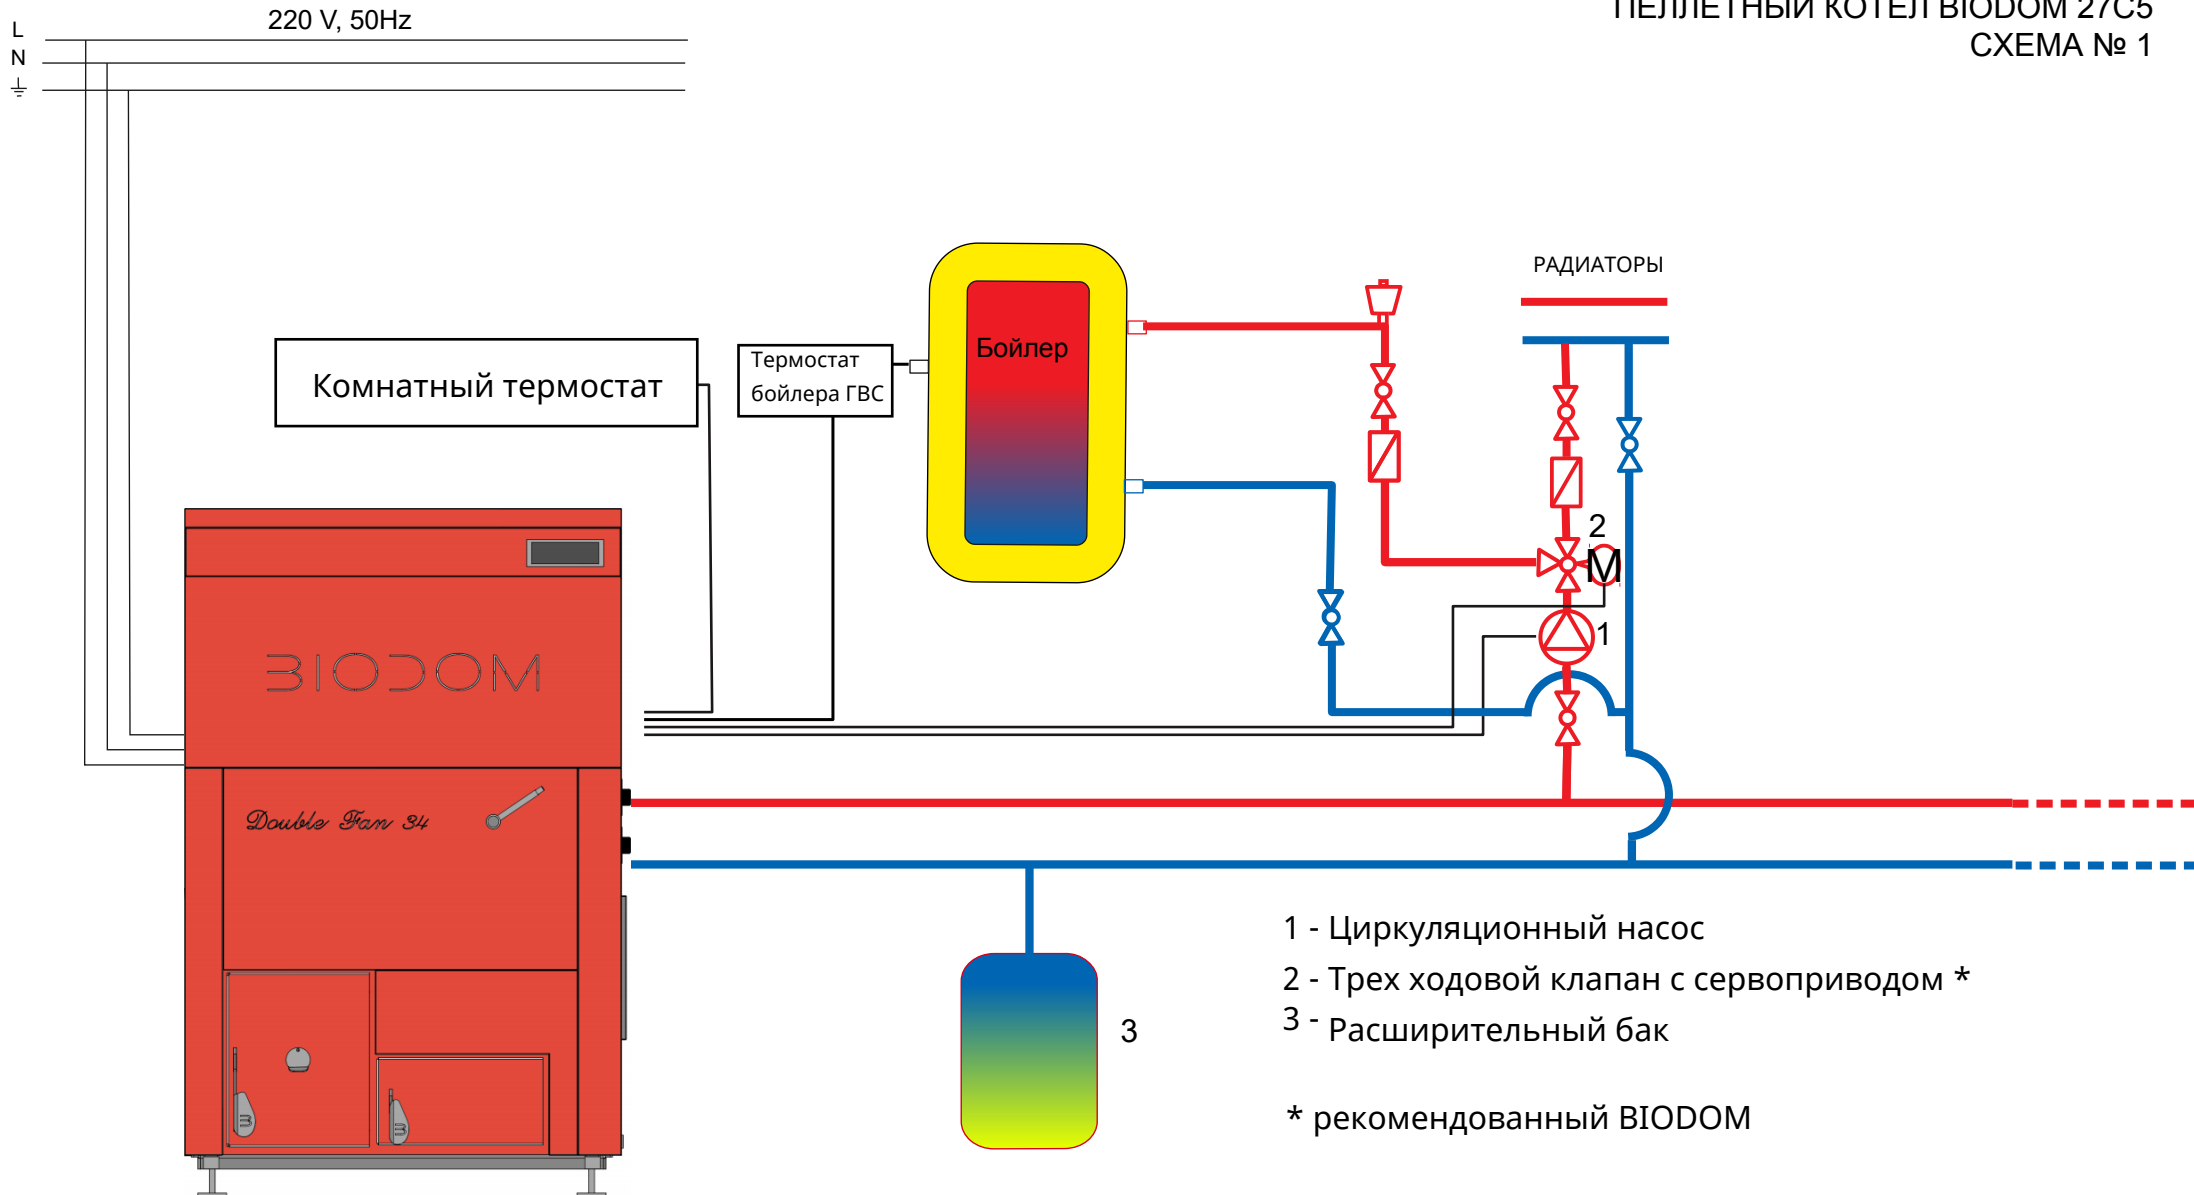 ПЕЛЛЕТНЫЙ КОТЕЛ BIODOM 27C5
СХЕМА № 1
220 V, 50Hz
L
N
РАДИАТОРЫ
Бойлер
Термостат
бойлера ГВС
Комнатный термостат
2
M
1
BIODOM
Double Fan 34
3
1 - Циркуляционный насос
2 - Трех ходовой клапан с сервоприводом *
3 - Расширительный бак
* рекомендованный BIODOM